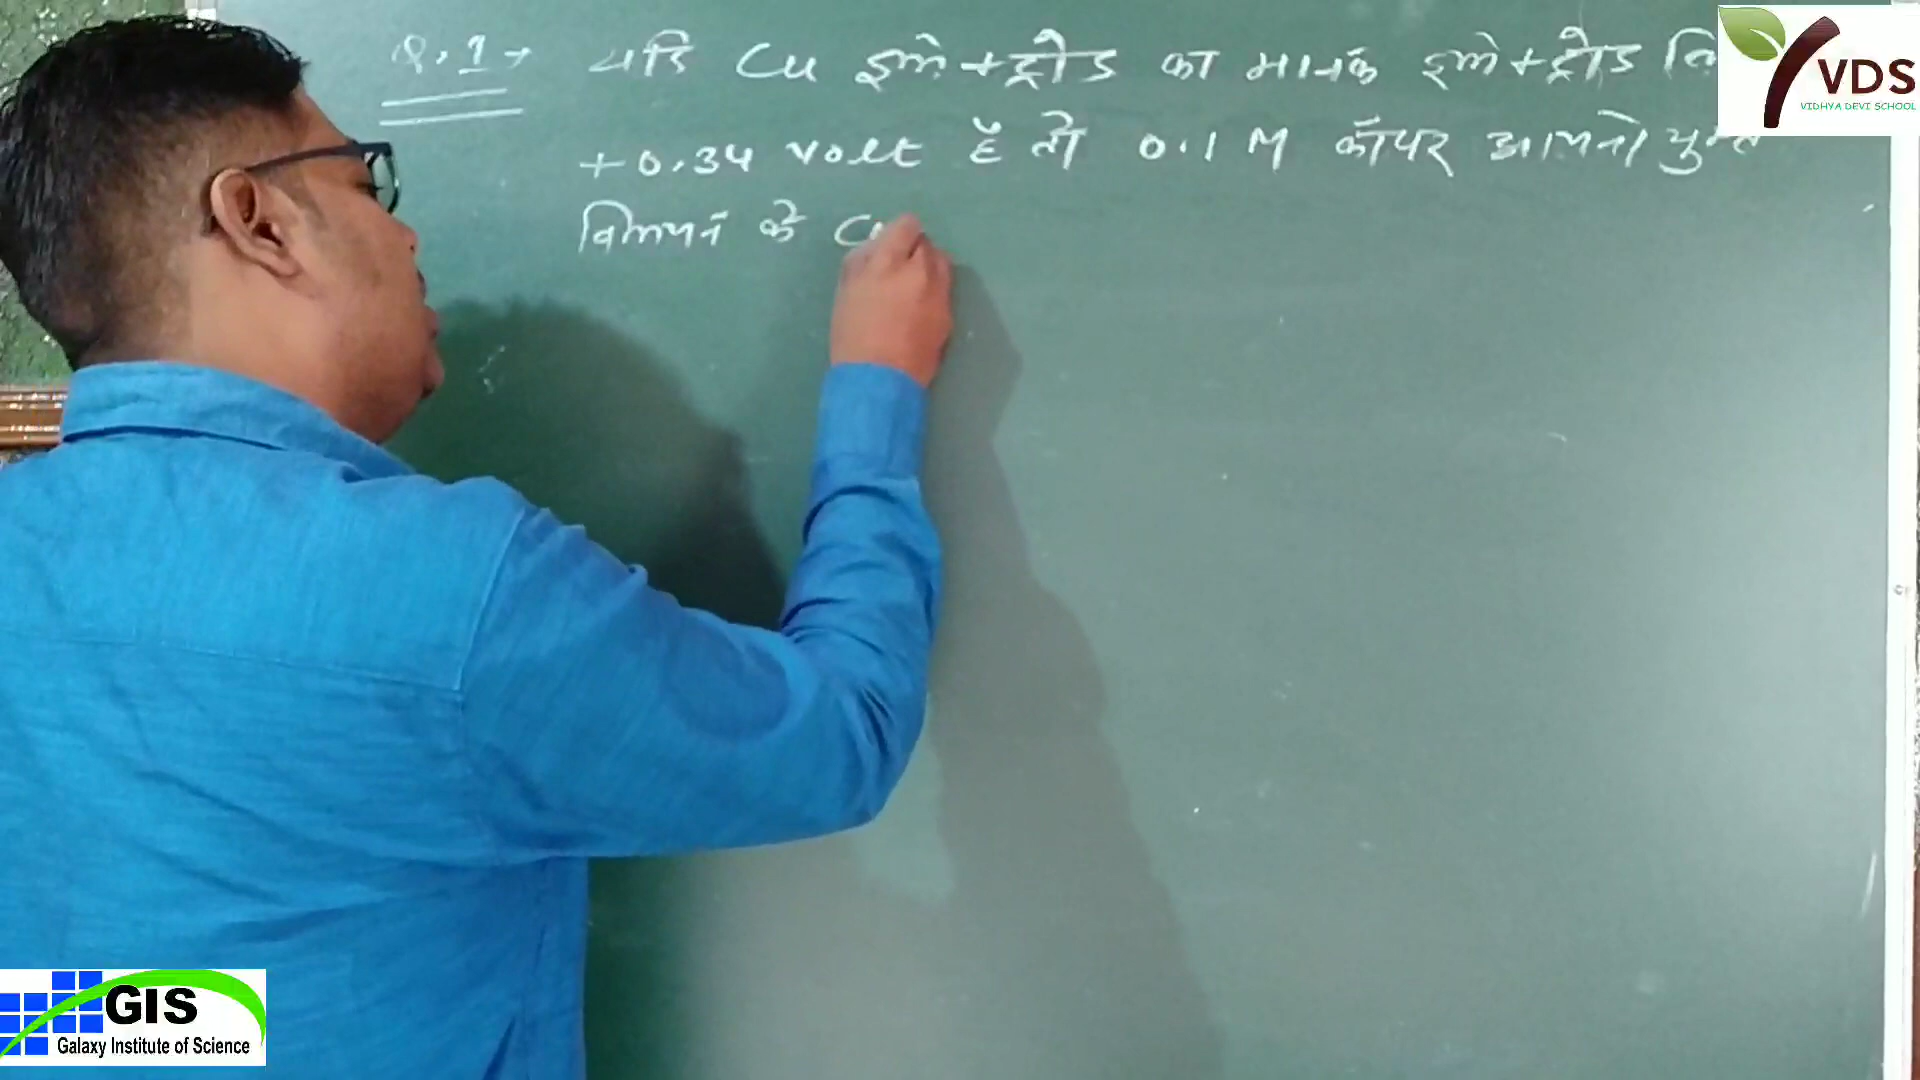 Q.1→ यदि Cu इलेक्ट्रोड का मानक इलेक्ट्रोड वि
+0.34 volt है तो 0.1 M कॉपर आयनो युक्त
विलयन के Cu
VDS
VIDHYA DEVI SCHOOL
GIS
Galaxy Institute of Science